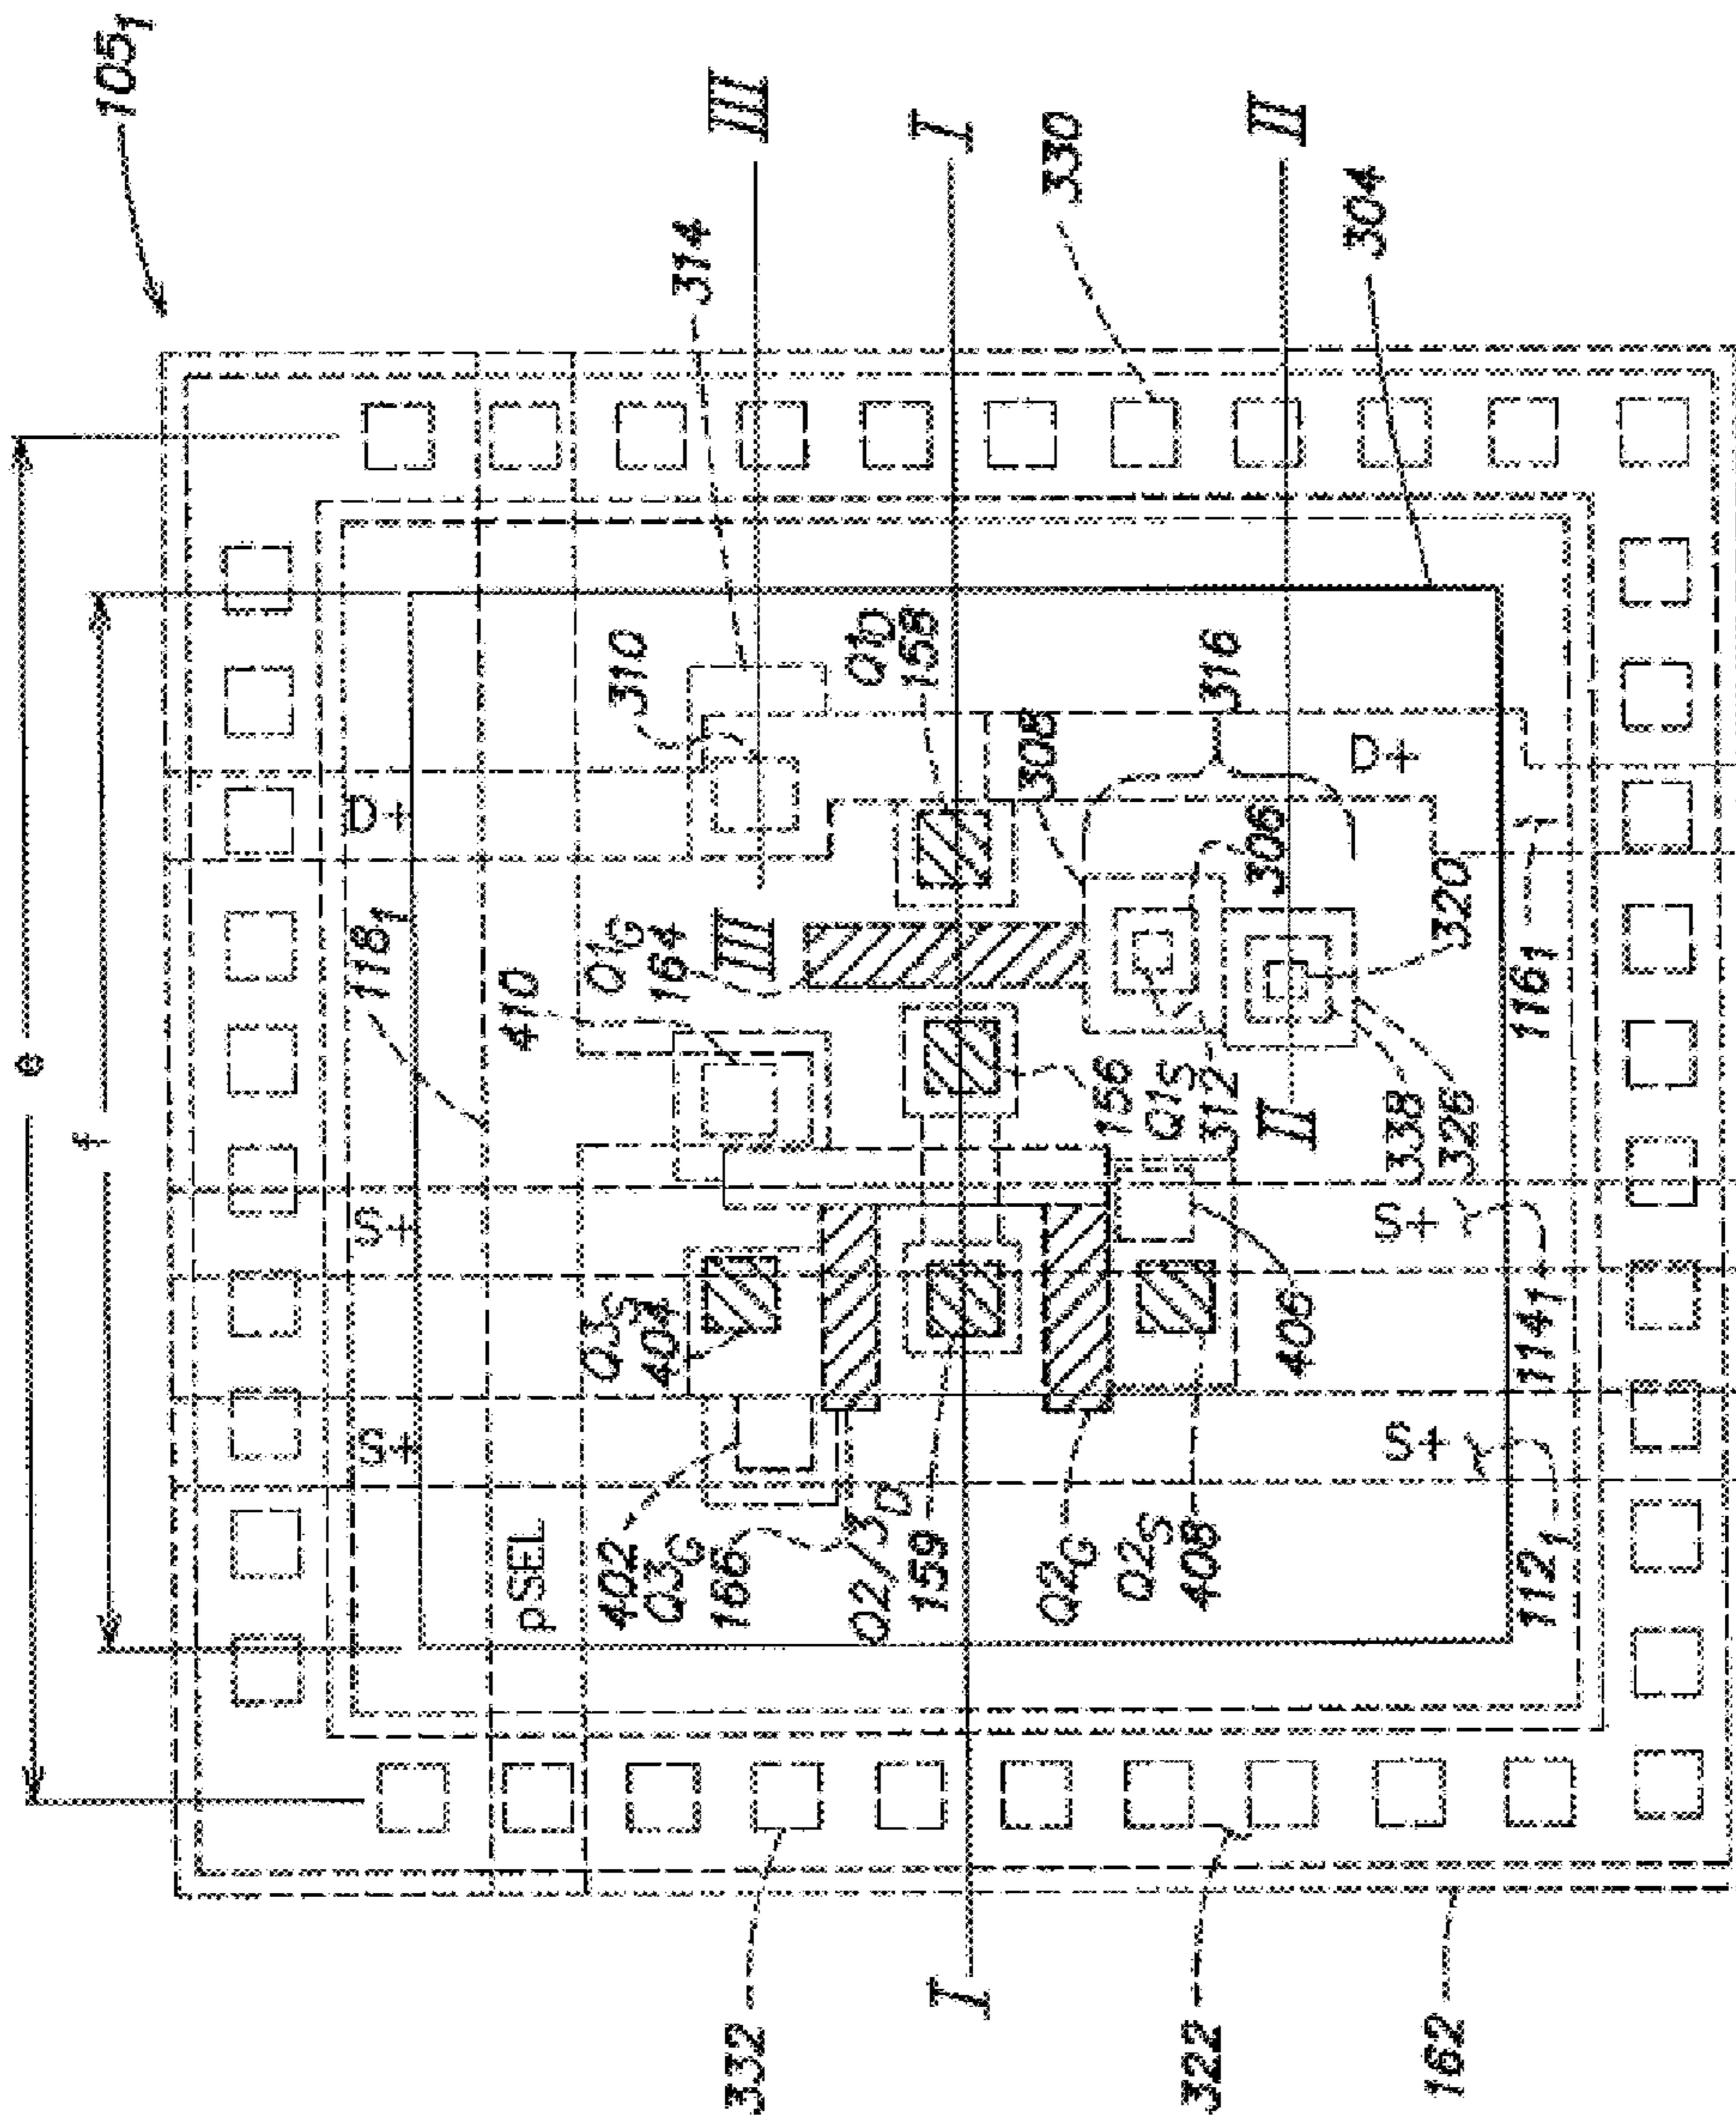 105₁
III
I
330
II
304
314
e
f
310
Q1D
158
308
316
D+
D+
306
118₁
410
Q1G
164
III
320
116₁
156
Q1S
312
II
338
326
S+
S+
Q3S
404
406
114₁
S+
S+
pSEL
402
Q3G
166
Q2/3D
159
Q2G
Q2S
408
112₁
I
332
322
162